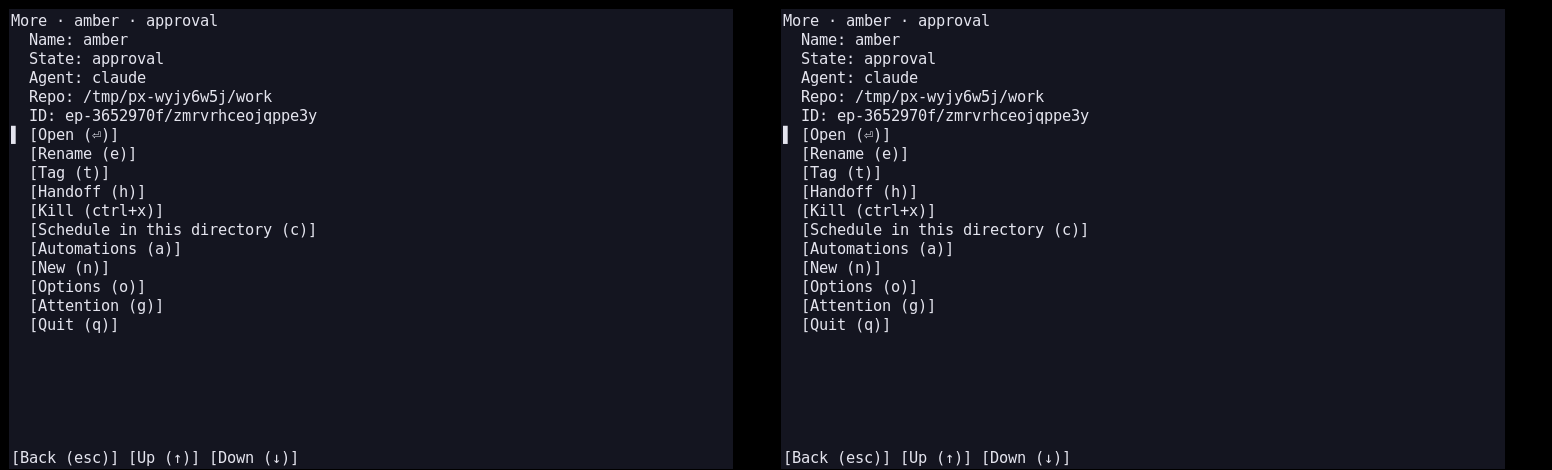 More · amber · approval
Name: amber
State: approval
Agent: claude
Repo: /tmp/px-wyjy6w5j/work
ID: ep-3652970f/zmrvrhceojqppe3y
[Open (⏎)]
[Rename (e)]
[Tag (t)]
[Handoff (h)]
[Kill (ctrl+x)]
[Schedule in this directory (c)]
[Automations (a)]
[New (n)]
[Options (o)]
[Attention (g)]
[Quit (q)]
[Back (esc)] [Up (↑)] [Down (↓)]
More · amber · approval
Name: amber
State: approval
Agent: claude
Repo: /tmp/px-wyjy6w5j/work
ID: ep-3652970f/zmrvrhceojqppe3y
[Open (⏎)]
[Rename (e)]
[Tag (t)]
[Handoff (h)]
[Kill (ctrl+x)]
[Schedule in this directory (c)]
[Automations (a)]
[New (n)]
[Options (o)]
[Attention (g)]
[Quit (q)]
[Back (esc)] [Up (↑)] [Down (↓)]